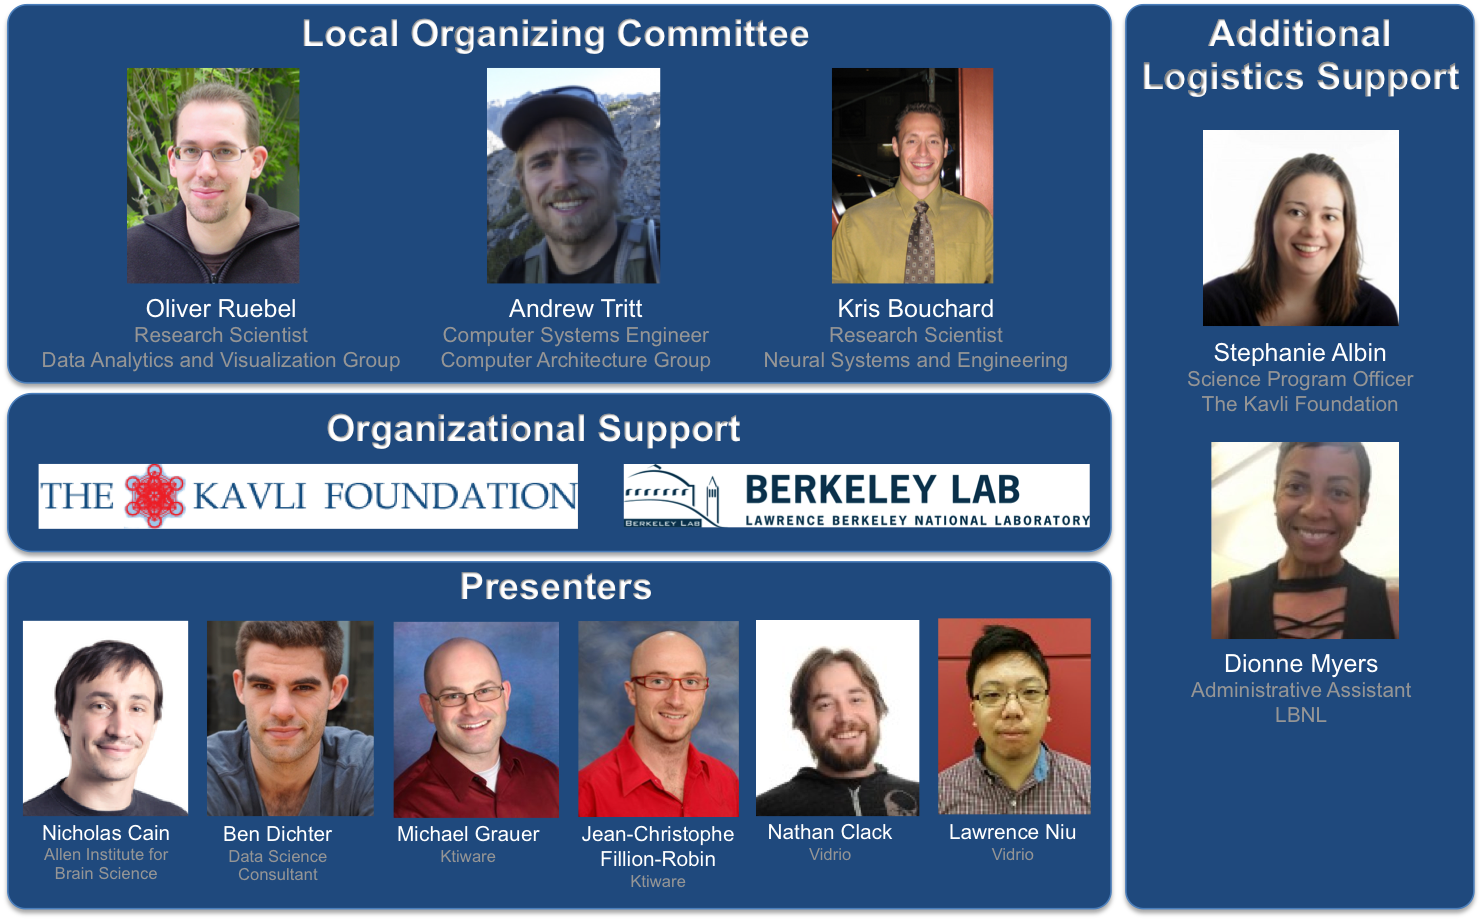 Local Organizing Committee
Oliver Ruebel
Research Scientist
Data Analytics and Visualization Group
Andrew Tritt
Computer Systems Engineer
Computer Architecture Group
Kris Bouchard
Research Scientist
Neural Systems and Engineering
Organizational Support
THE KAVLI FOUNDATION
BERKELEY LAB
BERKELEY LAB
LAWRENCE BERKELEY NATIONAL LABORATORY
Presenters
Nicholas Cain
Allen Institute for
Brain Science
Ben Dichter
Data Science
Consultant
Michael Grauer
Ktiware
Jean-Christophe
Fillion-Robin
Ktiware
Nathan Clack
Vidrio
Lawrence Niu
Vidrio
Additional
Logistics Support
Stephanie Albin
Science Program Officer
The Kavli Foundation
Dionne Myers
Administrative Assistant
LBNL